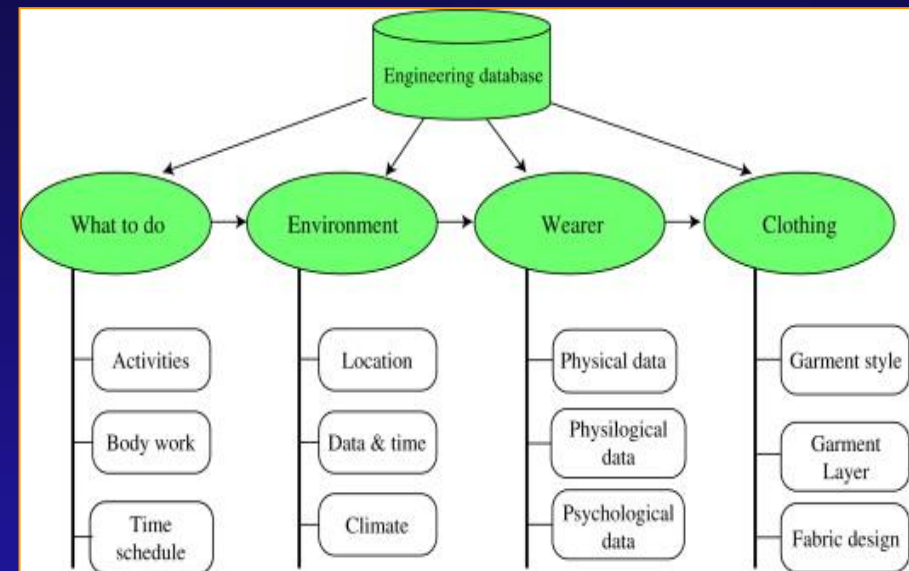 Engineering database
What to do
Environment
Wearer
Clothing
Activities
Location
Physical data
Garment style
Body work
Data & time
Physilogical
data
Garment
Layer
Time
schedule
Climate
Psychological
data
Fabric design